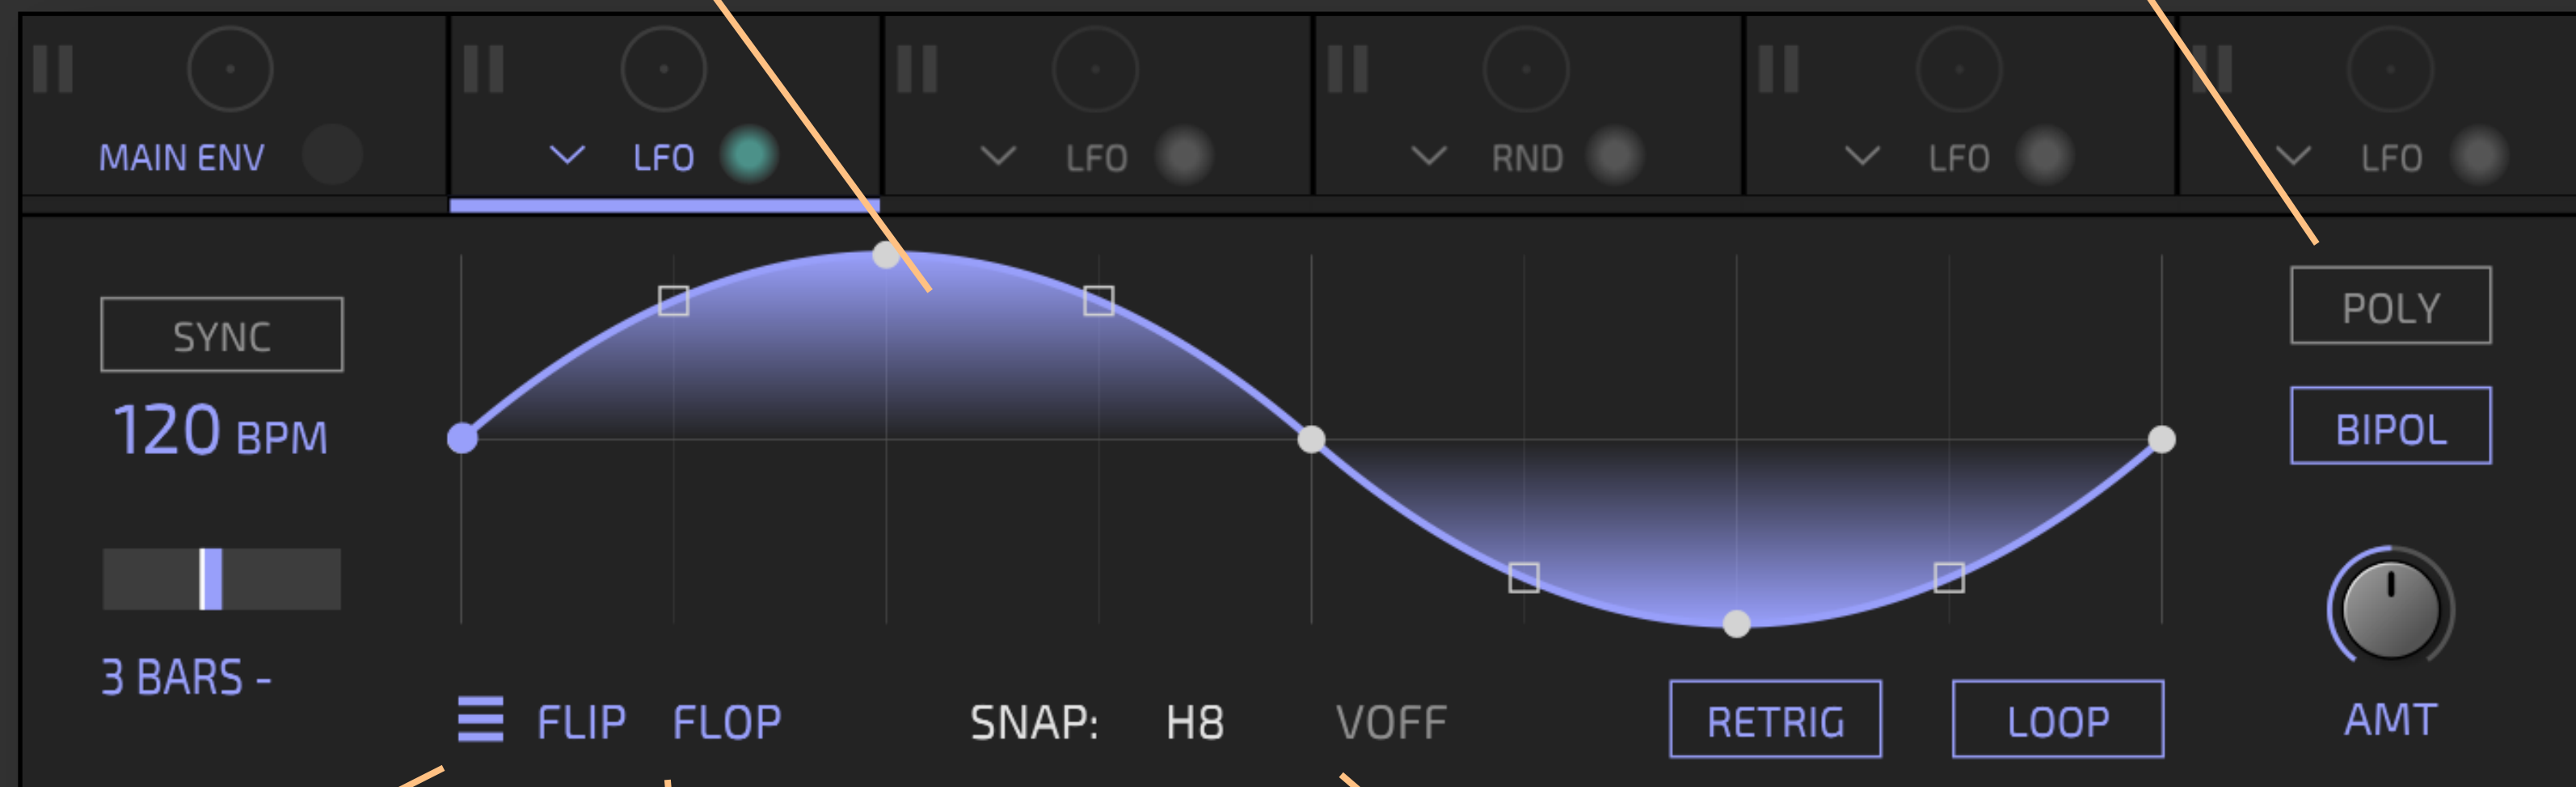 MAIN ENV LFO LFO RND LFO LFO
SYNC
120 BPM
3 BARS -
FLIP FLOP SNAP: H8 VOFF RETRIG LOOP
POLY
BIPOL
AMT